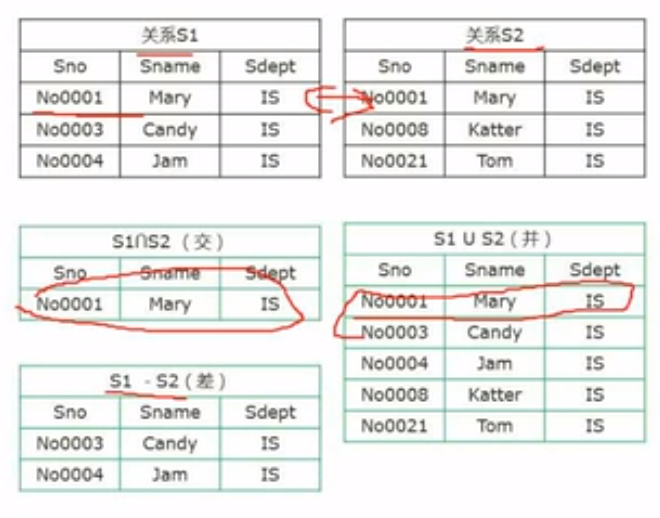 关系S1
Sno Sname Sdept
No0001 Mary IS
No0003 Candy IS
No0004 Jam IS
关系S2
Sno Sname Sdept
No0001 Mary IS
No0008 Katter IS
No0021 Tom IS
S1∩S2（交）
Sno Sname Sdept
No0001 Mary IS
S1 U S2（并）
Sno Sname Sdept
No0001 Mary IS
No0003 Candy IS
No0004 Jam IS
No0008 Katter IS
No0021 Tom IS
S1 - S2（差）
Sno Sname Sdept
No0003 Candy IS
No0004 Jam IS